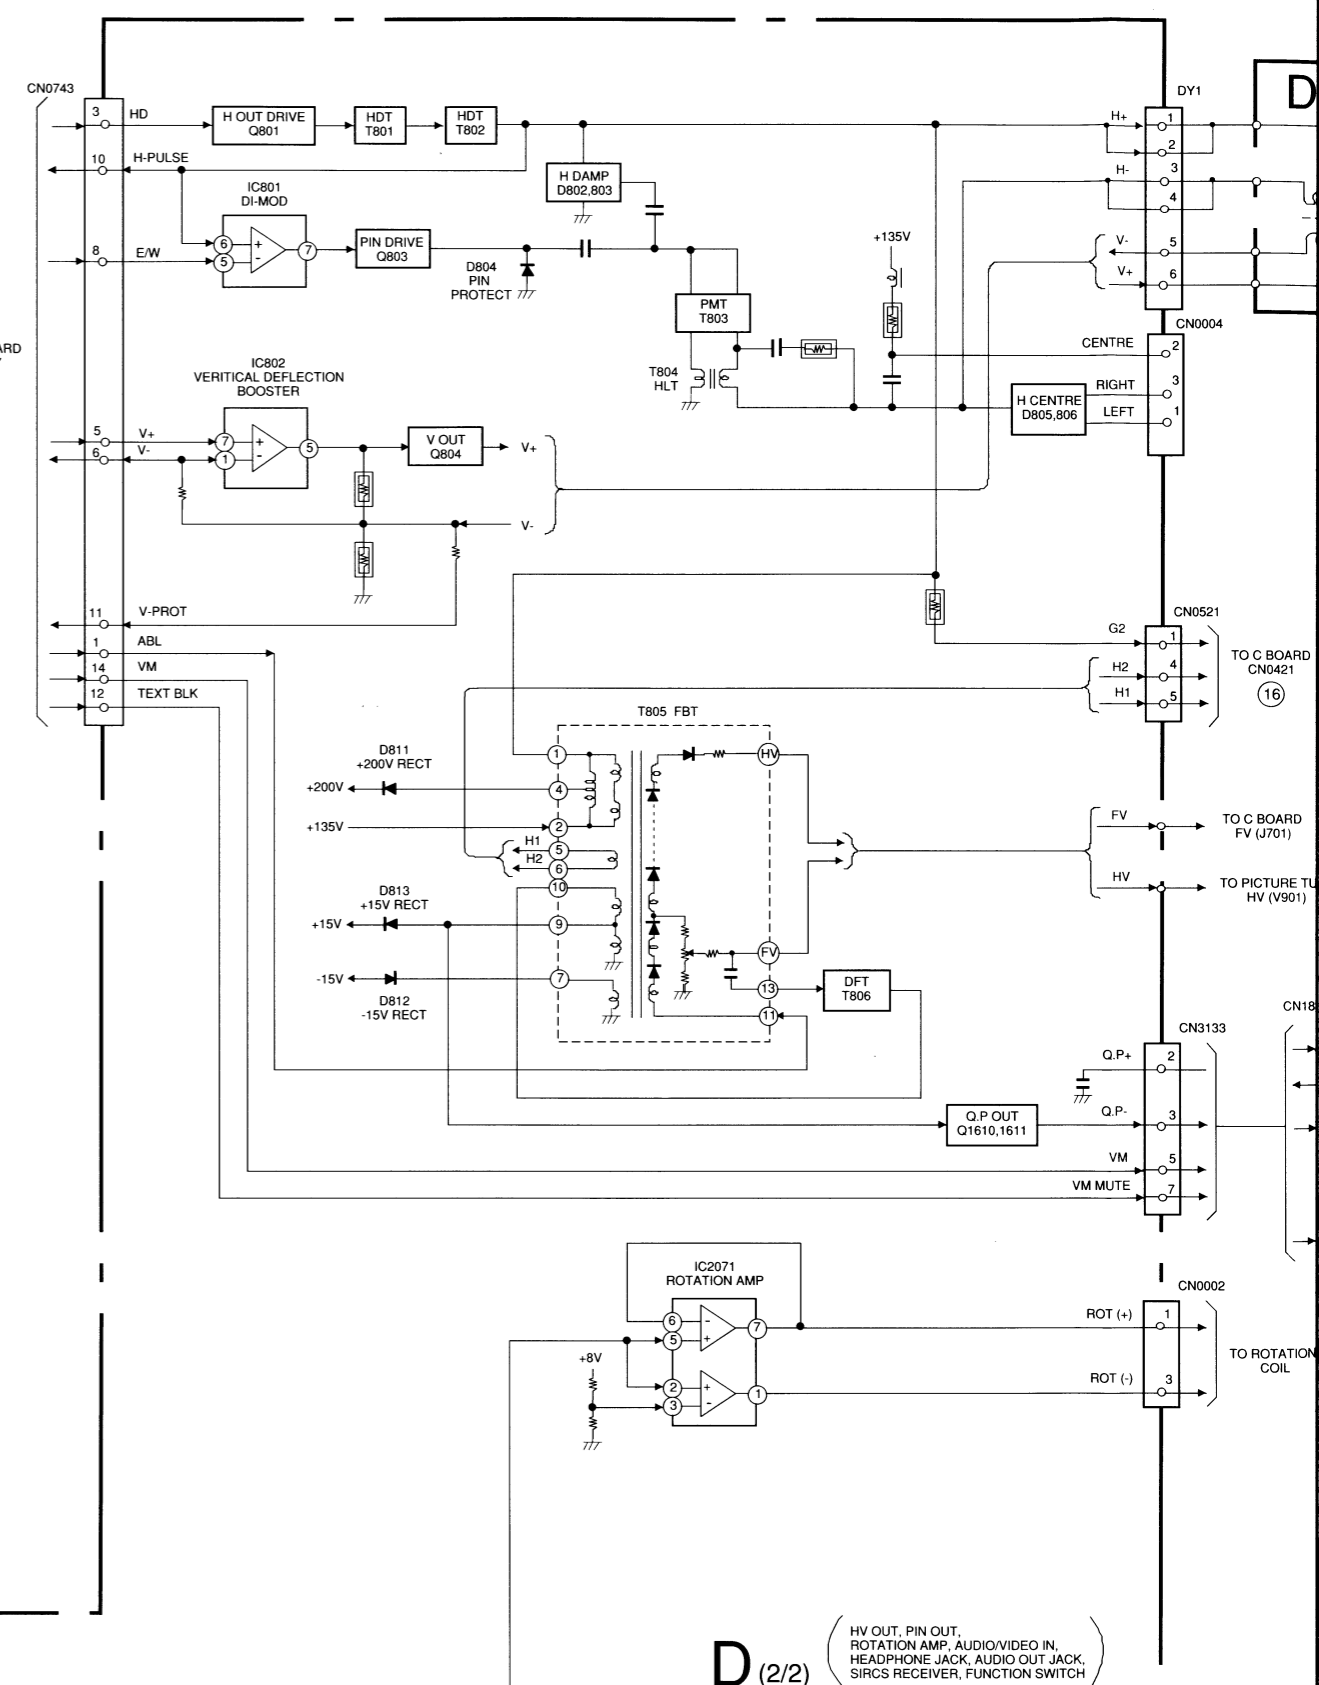 CN0743
3 HD
H OUT DRIVE
Q801
HDT
T801
HDT
T802
DY1
D
H+ 1
2
H- 3
4
10 H-PULSE
H DAMP
D802,803
IC801
DI-MOD
6 + 7
5 -
8 E/W
PIN DRIVE
Q803
D804
PIN
PROTECT
+135V
V- 5
V+ 6
PMT
T803
CN0004
CENTRE 2
RIGHT 3
LEFT 1
H CENTRE
D805,806
T804
HLT
ARD
IC802
VERITICAL DEFLECTION
BOOSTER
5 V+
6 V-
7 + 5
1 -
V OUT
Q804
V+
V-
11 V-PROT
1 ABL
14 VM
12 TEXT BLK
CN0521
G2 1
H2 4
H1 5
TO C BOARD
CN0421
16
T805 FBT
D811
+200V RECT
+200V
+135V
1
4
2
H1 5
H2 6
10
9
7
HV
FV
13
11
D813
+15V RECT
+15V
-15V
D812
-15V RECT
DFT
T806
FV
TO C BOARD
FV (J701)
HV
TO PICTURE TU
HV (V901)
CN18
CN3133
Q.P+ 2
Q.P- 3
VM 5
VM MUTE 7
Q.P OUT
Q1610,1611
IC2071
ROTATION AMP
6 - 7
5 +
2 + 1
3 -
+8V
CN0002
ROT (+) 1
ROT (-) 3
TO ROTATION
COIL
D (2/2)
HV OUT, PIN OUT,
ROTATION AMP, AUDIO/VIDEO IN,
HEADPHONE JACK, AUDIO OUT JACK,
SIRCS RECEIVER, FUNCTION SWITCH